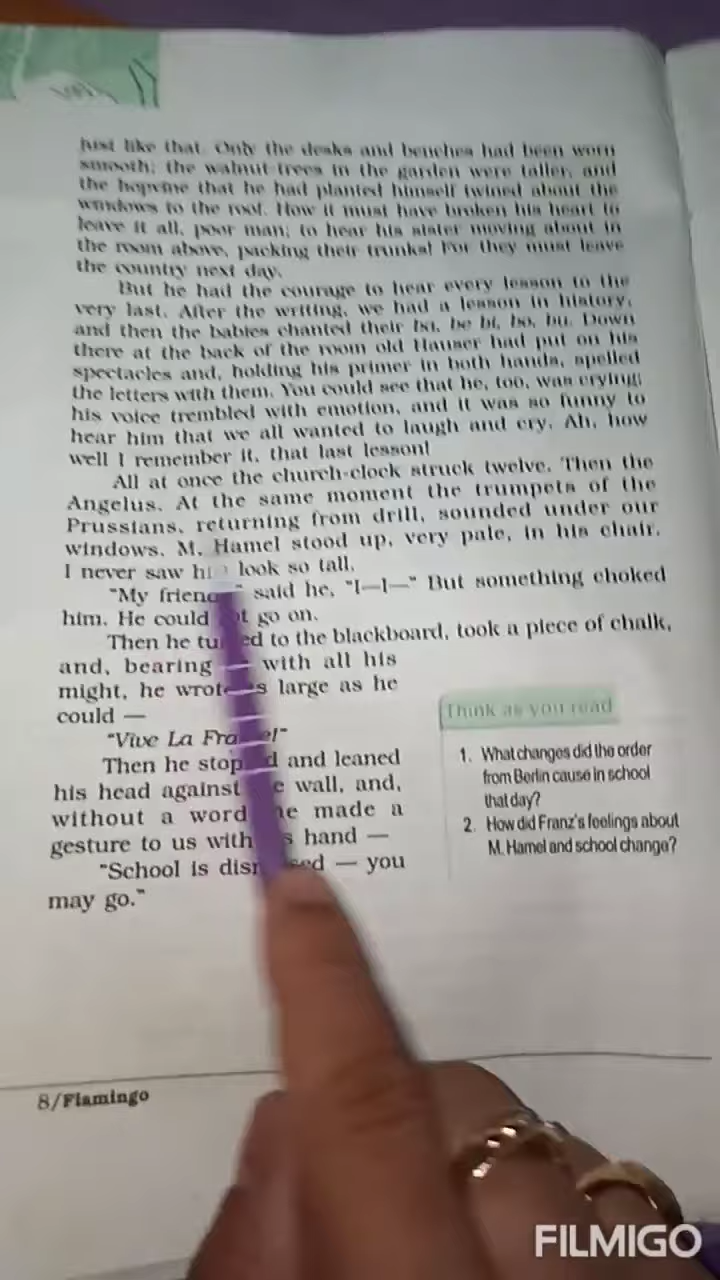 just like that. Only the desks and benches had been worn
smooth; the walnut-trees in the garden were taller, and
the hopvine that he had planted himself twined about the
windows to the roof. How it must have broken his heart to
leave it all, poor man; to hear his sister moving about in
the room above, packing their trunks! For they must leave
the country next day.
But he had the courage to hear every lesson to the
very last. After the writing, we had a lesson in history,
and then the babies chanted their ba, be bi, bo, bu. Down
there at the back of the room old Hauser had put on his
spectacles and, holding his primer in both hands, spelled
the letters with them. You could see that he, too, was crying;
his voice trembled with emotion, and it was so funny to
hear him that we all wanted to laugh and cry. Ah, how
well I remember it, that last lesson!
All at once the church-clock struck twelve. Then the
Angelus. At the same moment the trumpets of the
Prussians, returning from drill, sounded under our
windows. M. Hamel stood up, very pale, in his chair.
I never saw him look so tall.
"My friends," said he, "I—I—" But something choked
him. He could not go on.
Then he turned to the blackboard, took a piece of chalk,
and, bearing with all his
might, he wrote as large as he
could —
"Vive La France!"
Then he stopped and leaned
his head against the wall, and,
without a word, he made a
gesture to us with his hand —
"School is dismissed — you
may go."
Think as you read
1. What changes did the order
from Berlin cause in school
that day?
2. How did Franz's feelings about
M. Hamel and school change?
8/Flamingo
FILMIGO